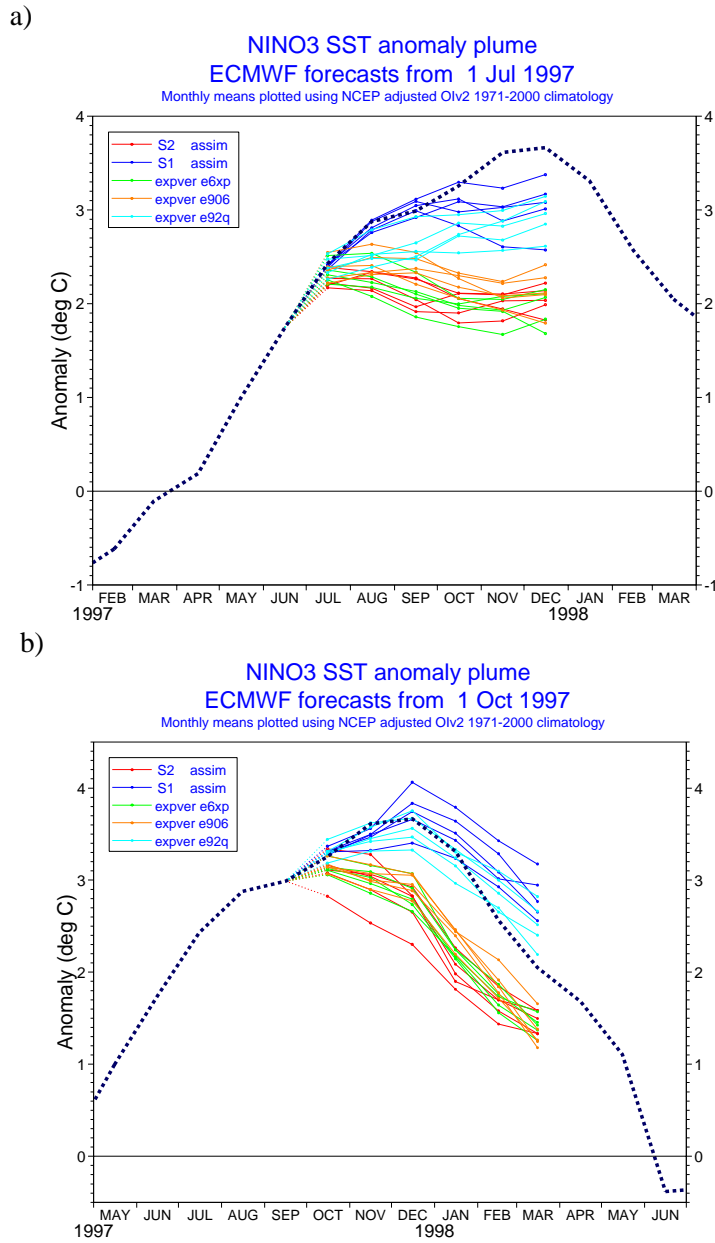 a)
NINO3 SST anomaly plume
ECMWF forecasts from 1 Jul 1997
Monthly means plotted using NCEP adjusted OIv2 1971-2000 climatology
S2 assim
S1 assim
expver e6xp
expver e906
expver e92q
Anomaly (deg C)
4 4
3 3
2 2
1 1
0 0
-1 -1
FEB MAR APR MAY JUN JUL AUG SEP OCT NOV DEC JAN FEB MAR
1997 1998
b)
NINO3 SST anomaly plume
ECMWF forecasts from 1 Oct 1997
Monthly means plotted using NCEP adjusted OIv2 1971-2000 climatology
S2 assim
S1 assim
expver e6xp
expver e906
expver e92q
Anomaly (deg C)
4 4
3 3
2 2
1 1
0 0
MAY JUN JUL AUG SEP OCT NOV DEC JAN FEB MAR APR MAY JUN
1997 1998